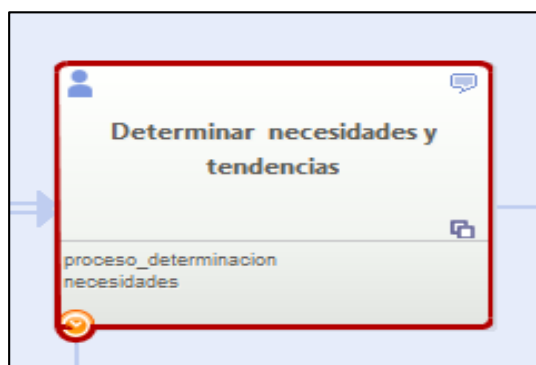 Determinar necesidades y
tendencias
proceso_determinacion
necesidades